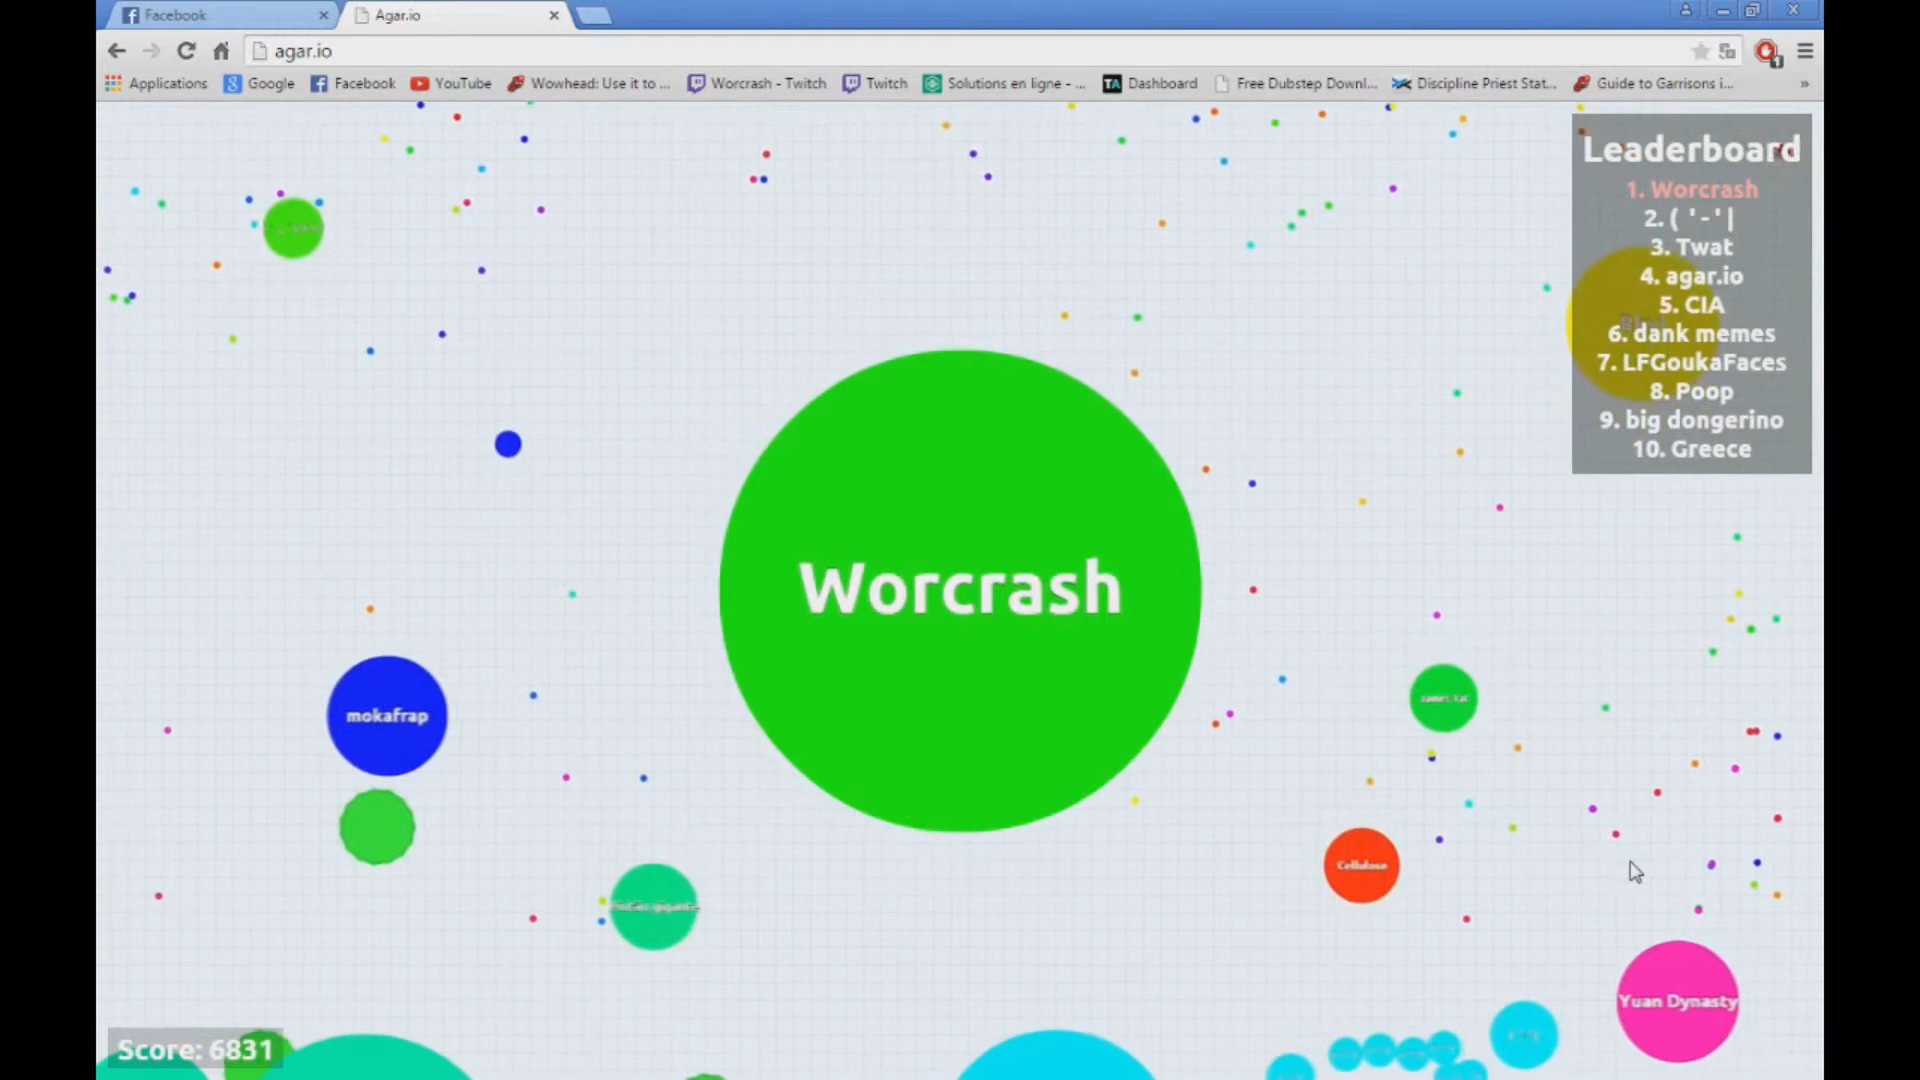 Facebook
Agar.io
agar.io
Applications
Google
Facebook
YouTube
Wowhead: Use it to ...
Worcrash - Twitch
Twitch
Solutions en ligne - ...
TA Dashboard
Free Dubstep Downl...
Discipline Priest Stat...
Guide to Garrisons i...
»
Leaderboard
1. Worcrash
2. ( ' - ' |
3. Twat
4. agar.io
5. CIA
6. dank memes
7. LFGoukaFaces
8. Poop
9. big dongerino
10. Greece
Worcrash
mokafrap
Cellulose
Yuan Dynasty
Score: 6831